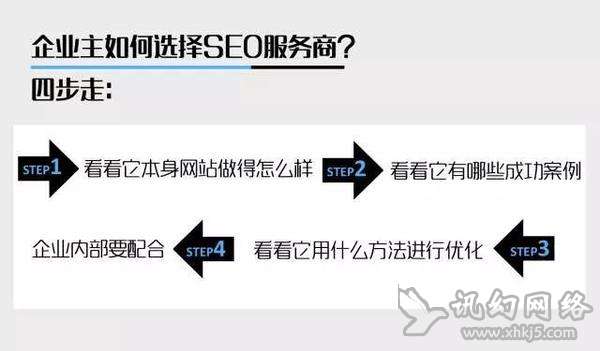 企业主如何选择SEO服务商?
四步走:
STEP1 看看它本身网站做得怎么样 STEP2 看看它有哪些成功案例
企业内部要配合 STEP4 看看它用什么方法进行优化 STEP3
讯幻网络
www.xhkj5.com